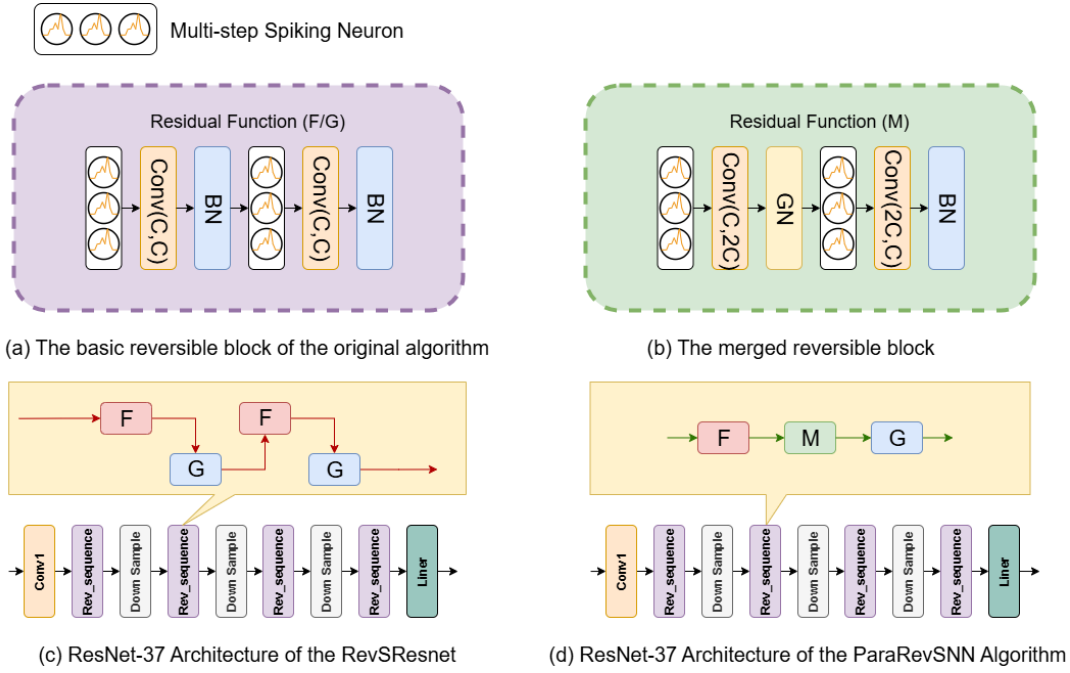 Multi-step Spiking Neuron
Residual Function (F/G)
Conv(C,C)
BN
Conv(C,C)
BN
(a) The basic reversible block of the original algorithm
Residual Function (M)
Conv(C,2C)
GN
Conv(2C,C)
BN
(b) The merged reversible block
F
G
F
G
Conv1
Rev_sequence
Down Sample
Rev_sequence
Down Sample
Rev_sequence
Down Sample
Rev_sequence
Liner
(c) ResNet-37 Architecture of the RevSResnet
F
M
G
Conv1
Rev_sequence
Down Sample
Rev_sequence
Down Sample
Rev_sequence
Down Sample
Rev_sequence
Liner
(d) ResNet-37 Architecture of the ParaRevSNN Algorithm